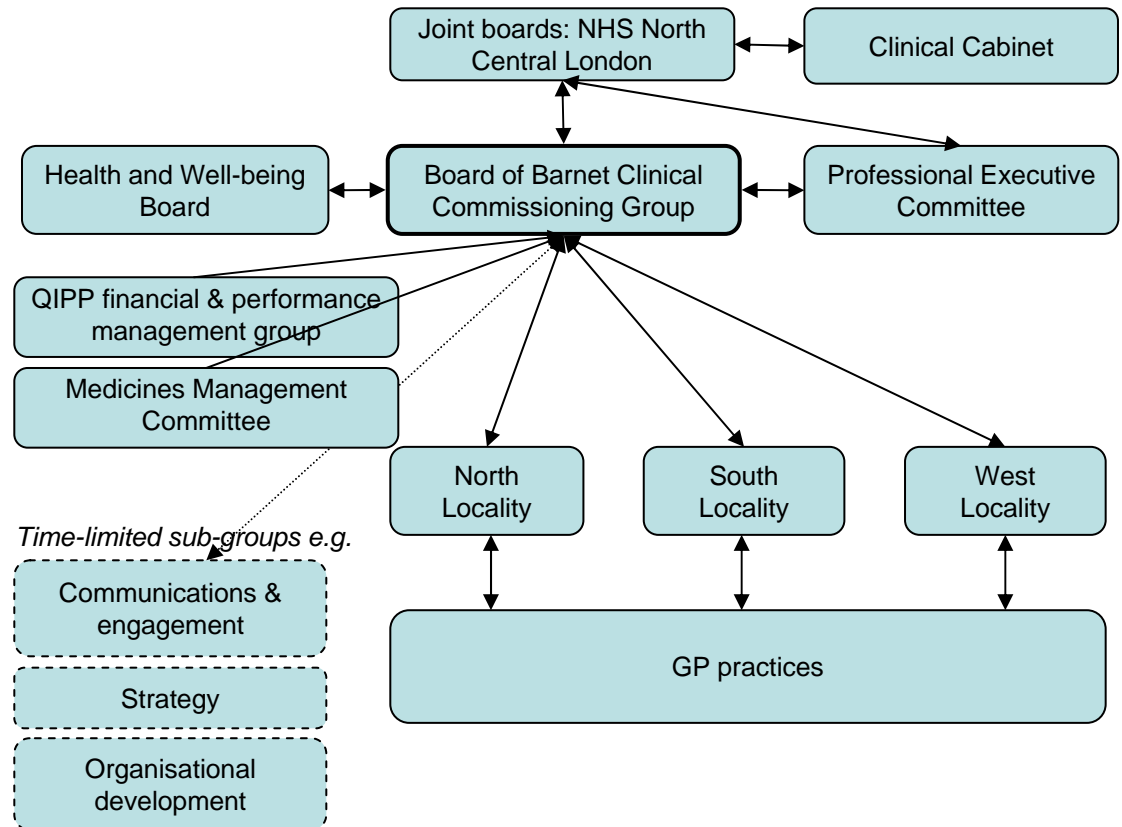 Joint boards: NHS North
Central London
Clinical Cabinet
Health and Well-being
Board
Board of Barnet Clinical
Commissioning Group
Professional Executive
Committee
QIPP financial & performance
management group
Medicines Management
Committee
North
Locality
South
Locality
West
Locality
Time-limited sub-groups e.g.
Communications &
engagement
GP practices
Strategy
Organisational
development